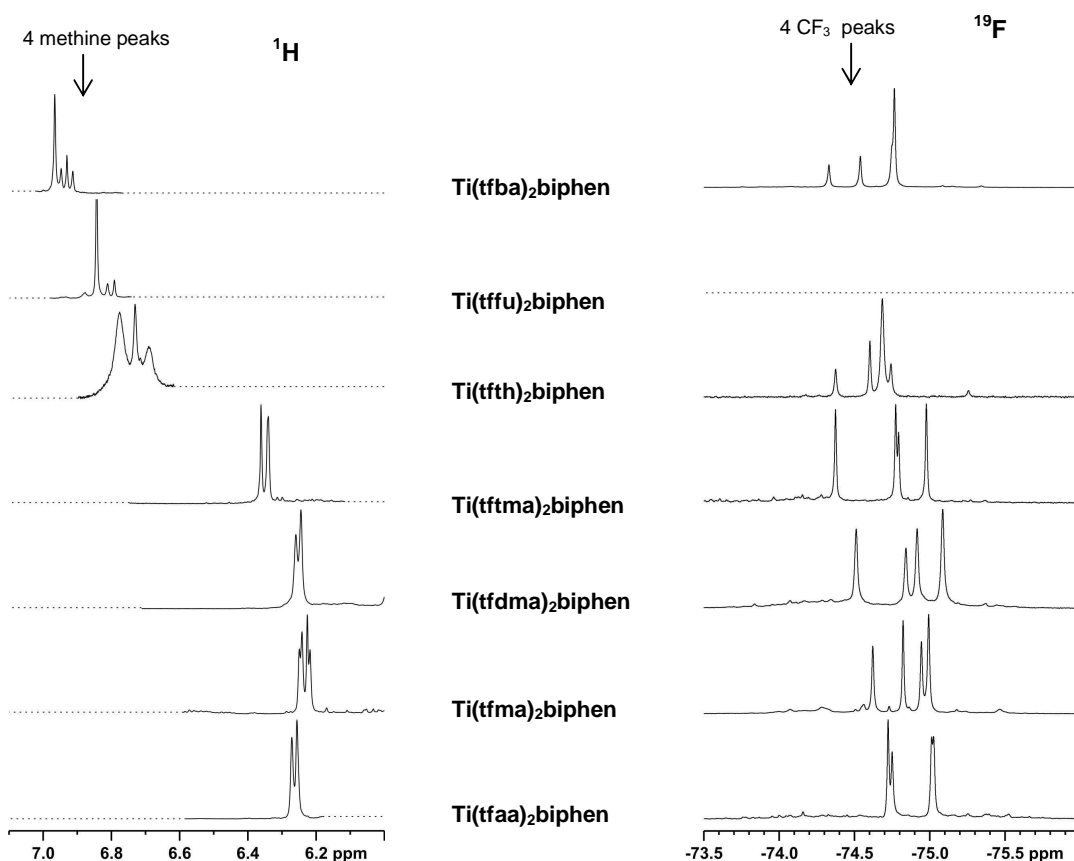 4 methine peaks
¹H
4 CF₃ peaks
¹⁹F
Ti(tfba)₂biphen
Ti(tffu)₂biphen
Ti(tfth)₂biphen
Ti(tftma)₂biphen
Ti(tfdma)₂biphen
Ti(tfma)₂biphen
Ti(tfaa)₂biphen
7.0 6.8 6.6 6.4 6.2 ppm
-73.5 -74.5 -74.5 -75.0 -75.5 ppm